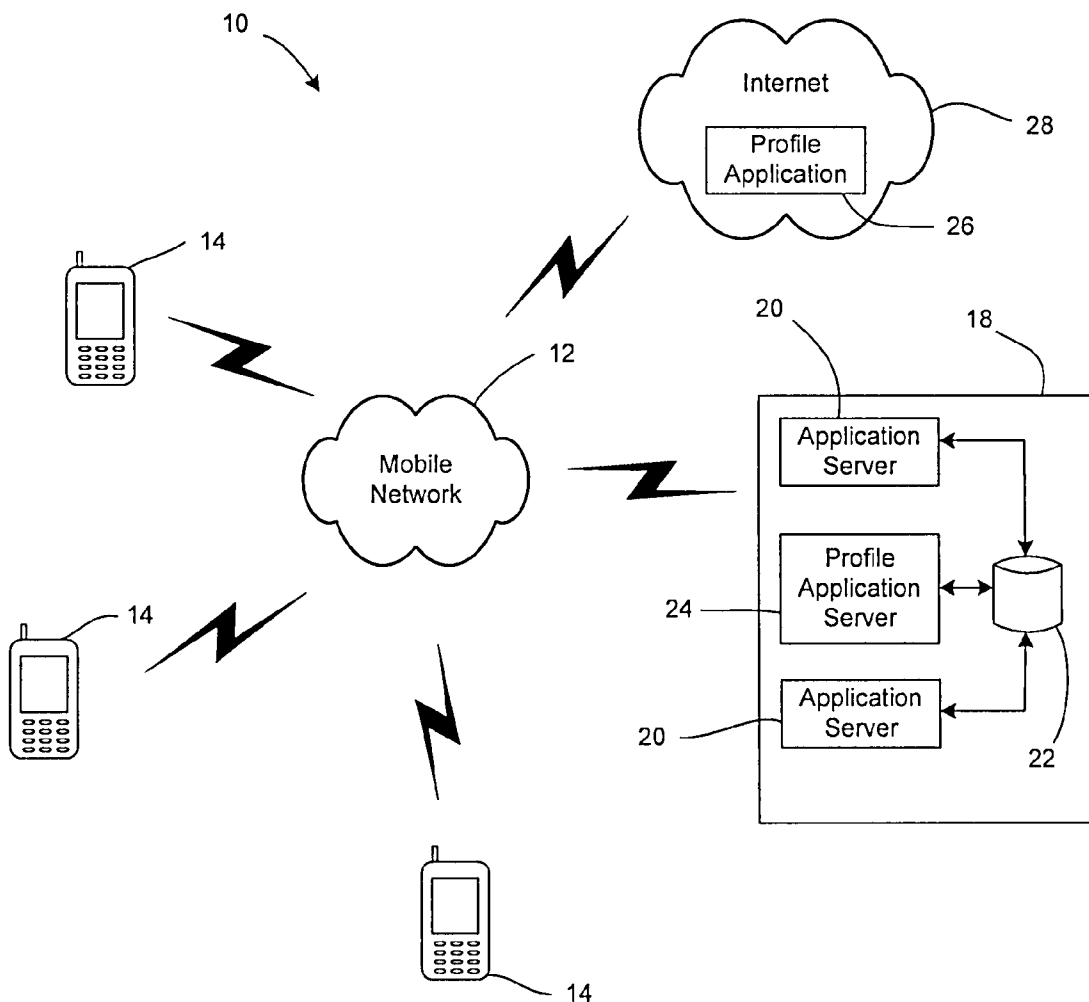 10
Internet
28
Profile
Application
26
14
20
18
12
Application
Server
Mobile
Network
Profile
Application
Server
24
14
Application
Server
20
22
14